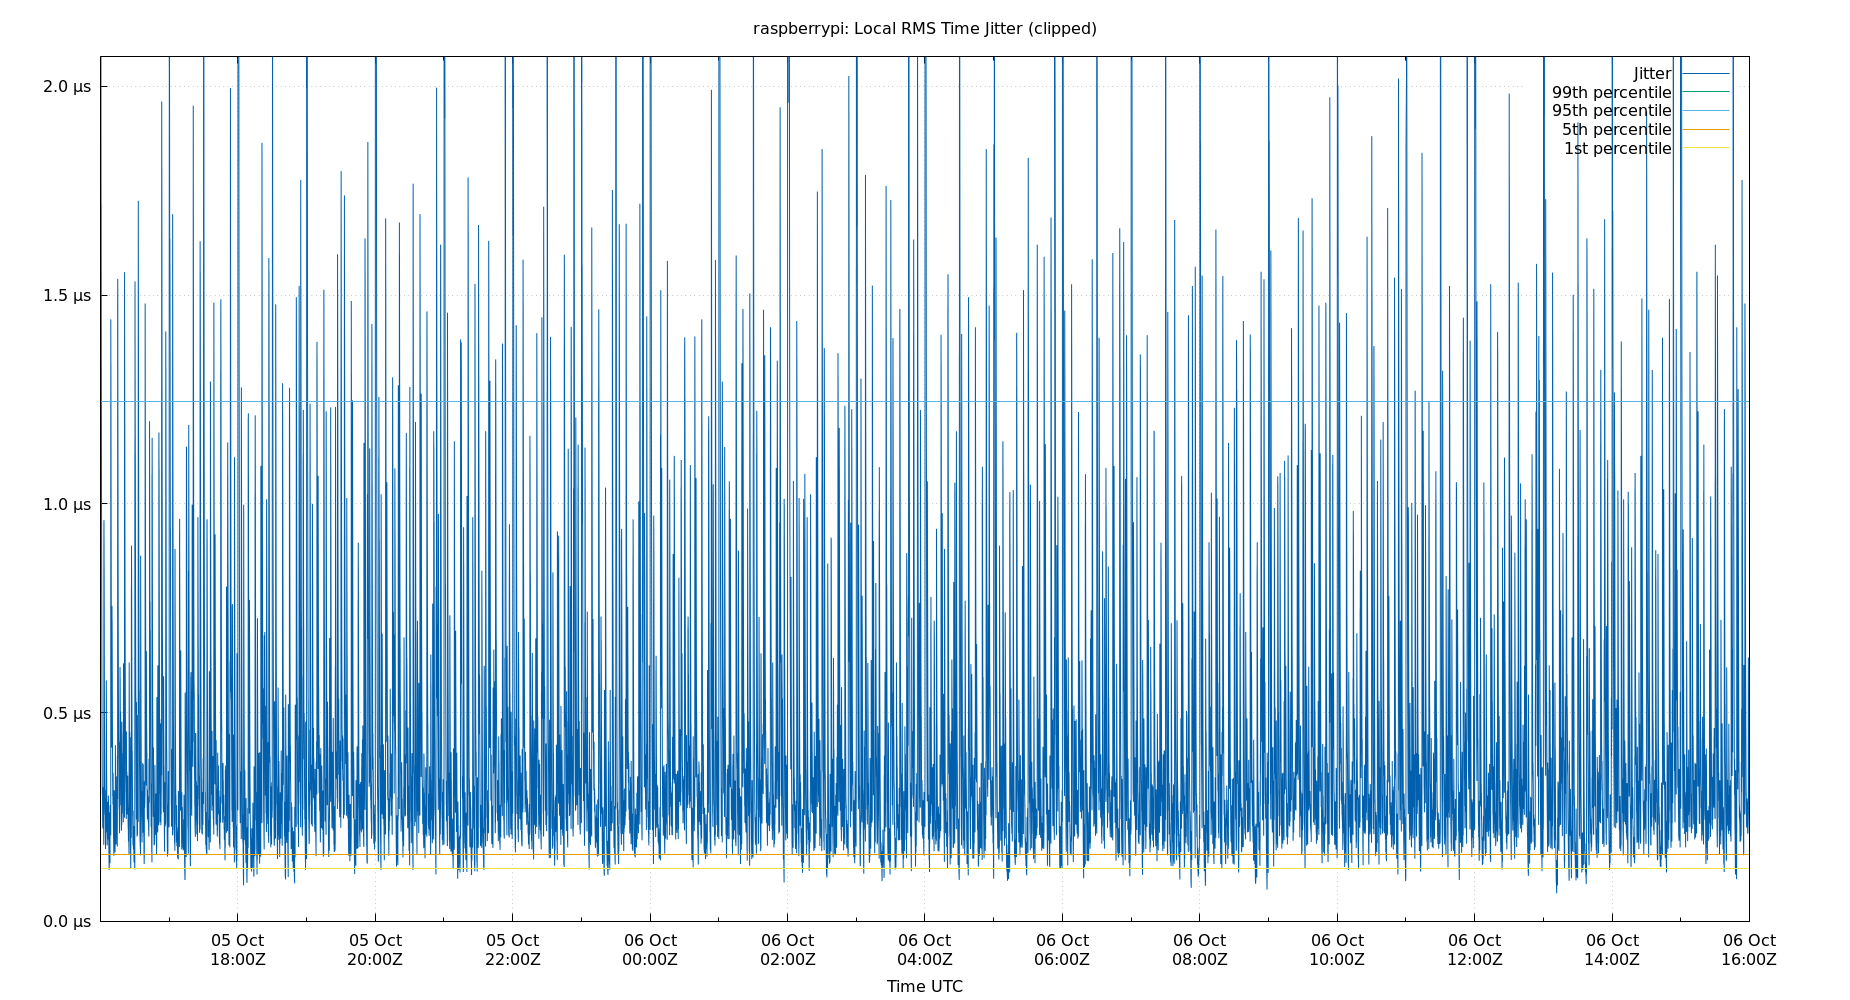 raspberrypi: Local RMS Time Jitter (clipped)
2.0 µs
1.5 µs
1.0 µs
0.5 µs
0.0 µs
Jitter
99th percentile
95th percentile
5th percentile
1st percentile
05 Oct 05 Oct 05 Oct 06 Oct 06 Oct 06 Oct 06 Oct 06 Oct 06 Oct 06 Oct 06 Oct 06 Oct
18:00Z 20:00Z 22:00Z 00:00Z 02:00Z 04:00Z 06:00Z 08:00Z 10:00Z 12:00Z 14:00Z 16:00Z
Time UTC